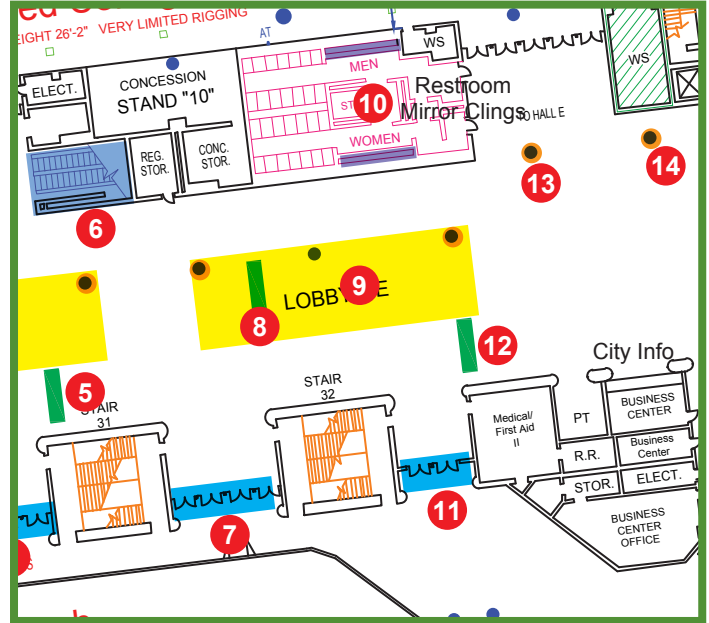 EIGHT 26'-2" VERY LIMITED RIGGING
AT
WS
MEN
ELECT.
CONCESSION
STAND "10"
10
Restroom
Mirror Clings
TO HALL E
WS
WOMEN
REG.
STOR.
CONC.
STOR.
13
14
6
LOBBY
9
8
5
12
City Info
STAIR
31
STAIR
32
Medical/
First Aid
II
PT
BUSINESS
CENTER
R.R.
Business
Center
STOR.
ELECT.
BUSINESS
CENTER
OFFICE
7
11